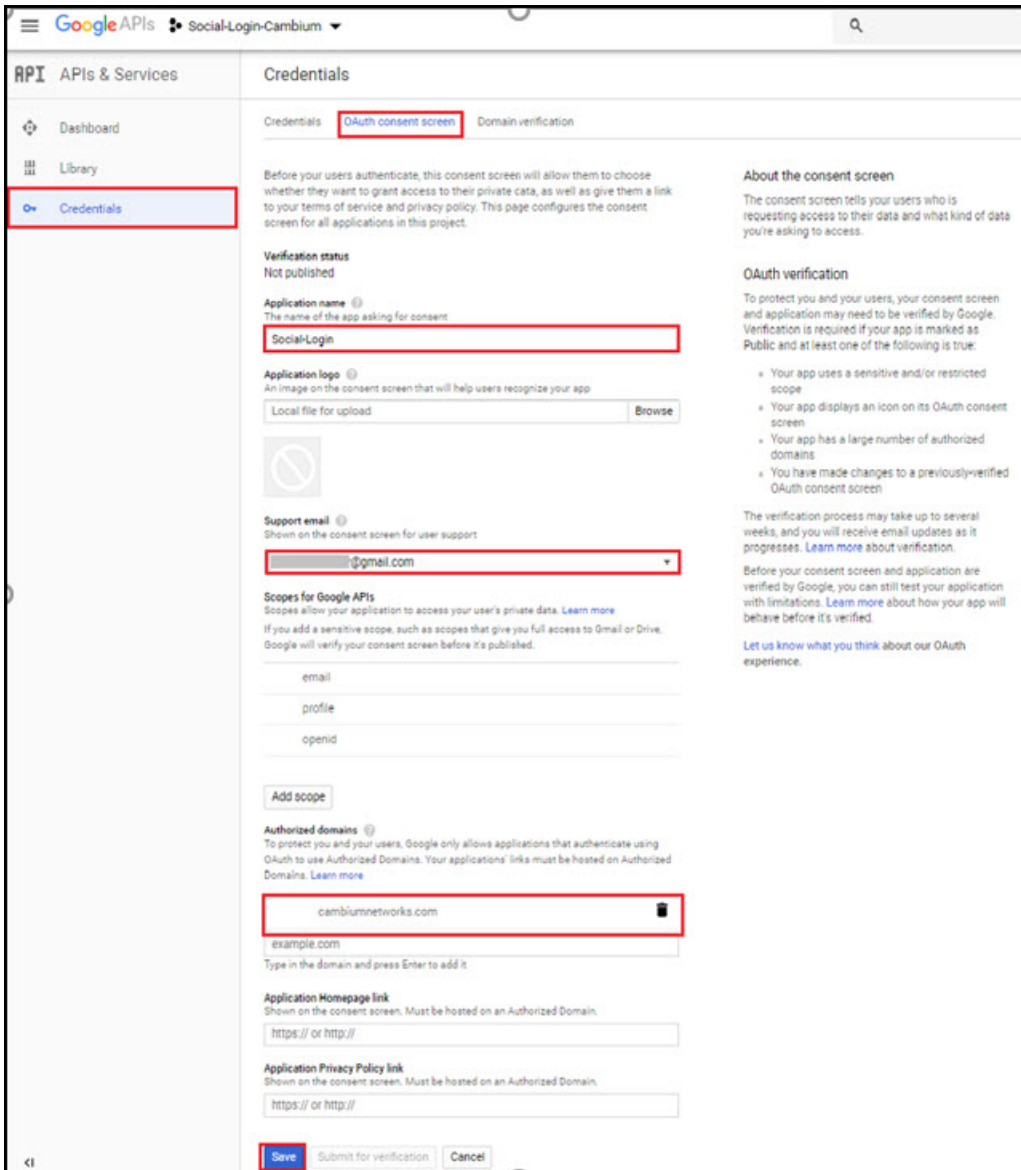 Google APIs Social-Login-Cambium
API APIs & Services
Credentials
Dashboard
Library
Credentials
Credentials OAuth consent screen Domain verification
Before your users authenticate, this consent screen will allow them to choose
whether they want to grant access to their private cata, as well as give them a link
to your terms of service and privacy policy. This page configures the consent
screen for all applications in this project.
Verification status
Not published
Application name
The name of the app asking for consent
Social-Login
Application logo
An image on the consent screen that will help users recognize your app
Local file for upload Browse
Support email
Shown on the consent screen for user support
@gmail.com
Scopes for Google APIs
Scopes allow your application to access your user's private data. Learn more
If you add a sensitive scope, such as scopes that give you full access to Gmail or Drive,
Google will verify your consent screen before it's published.
email
profile
openid
Add scope
Authorized domains
To protect you and your users, Google only allows applications that authenticate using
OAuth to use Authorized Domains. Your applications' links must be hosted on Authorized
Domains. Learn more
cambiumnetworks.com
example.com
Type in the domain and press Enter to add it
Application Homepage link
Shown on the consent screen. Must be hosted on an Authorized Domain.
https:// or http://
Application Privacy Policy link
Shown on the consent screen. Must be hosted on an Authorized Domain.
https:// or http://
Save Submit for verification Cancel
About the consent screen
The consent screen tells your users who is
requesting access to their data and what kind of data
you're asking to access.
OAuth verification
To protect you and your users, your consent screen
and application may need to be verified by Google.
Verification is required if your app is marked as
Public and at least one of the following is true:
Your app uses a sensitive and/or restricted
scope
Your app displays an icon on its OAuth consent
screen
Your app has a large number of authorized
domains
You have made changes to a previously-verified
OAuth consent screen
The verification process may take up to several
weeks, and you will receive email updates as it
progresses. Learn more about verification.
Before your consent screen and application are
verified by Google, you can still test your application
with limitations. Learn more about how your app will
behave before it's verified.
Let us know what you think about our OAuth
experience.